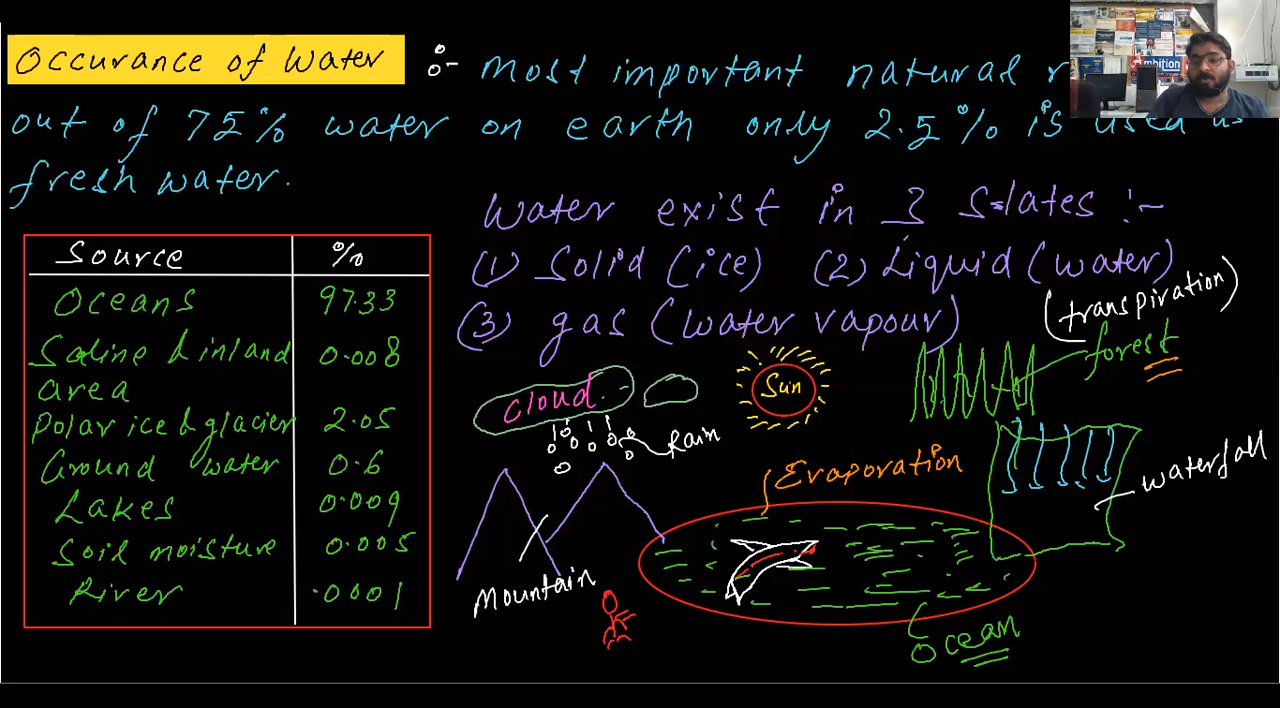 Occurance of Water :- most important natural r
out of 75% water on earth only 2.5% is used as
fresh water.
Water exist in 3 States :-
(1) Solid (ice) (2) Liquid (water)
(3) gas (water vapour)
Source %
Oceans 97.33
Saline & inland area 0.008
Polar ice & glacier 2.05
Ground water 0.6
Lakes 0.009
Soil moisture 0.005
River .0001
(transpiration)
forest
cloud
Sun
Rain
Evaporation
waterfall
Mountain
Ocean
mbition